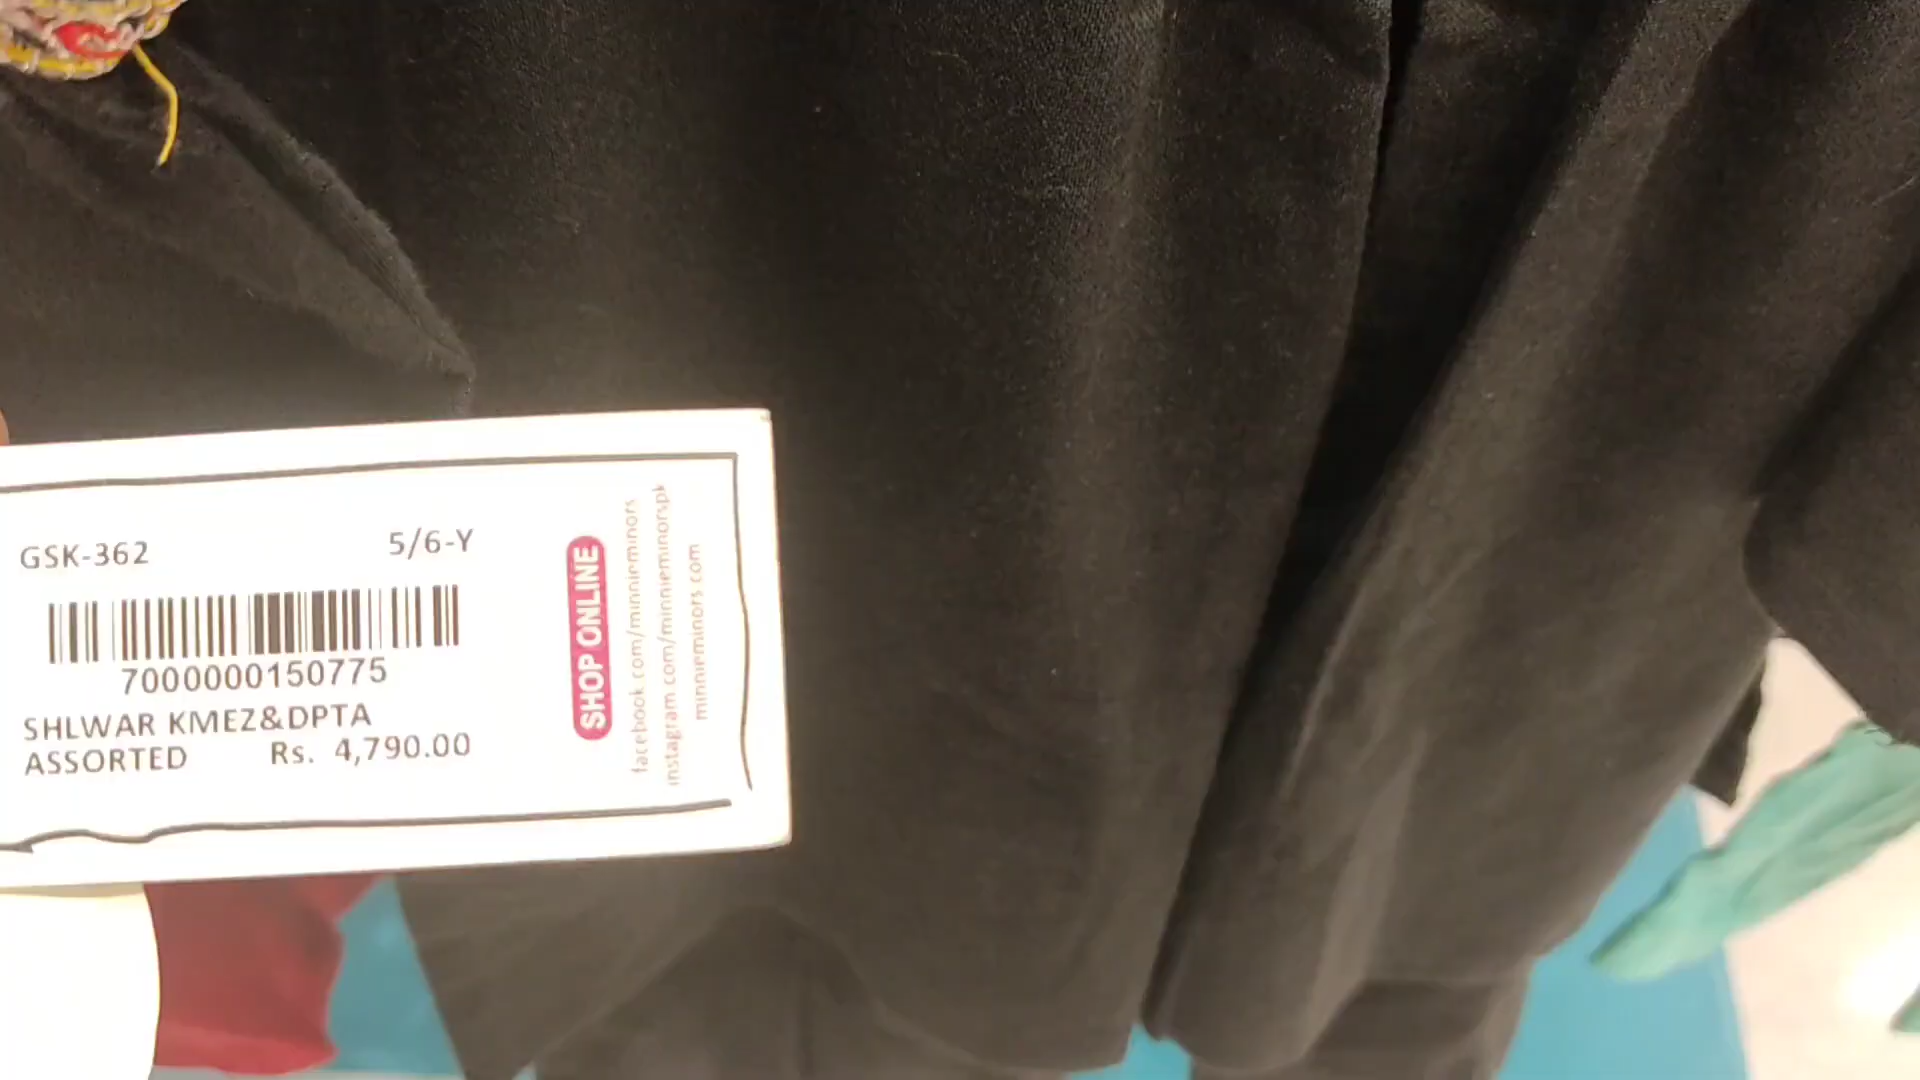 GSK-362 5/6-Y
7000000150775
SHLWAR KMEZ&DPTA
ASSORTED Rs. 4,790.00
SHOP ONLINE
facebook.com/minnieminors
instagram.com/minnieminorspk
minnieminors.com